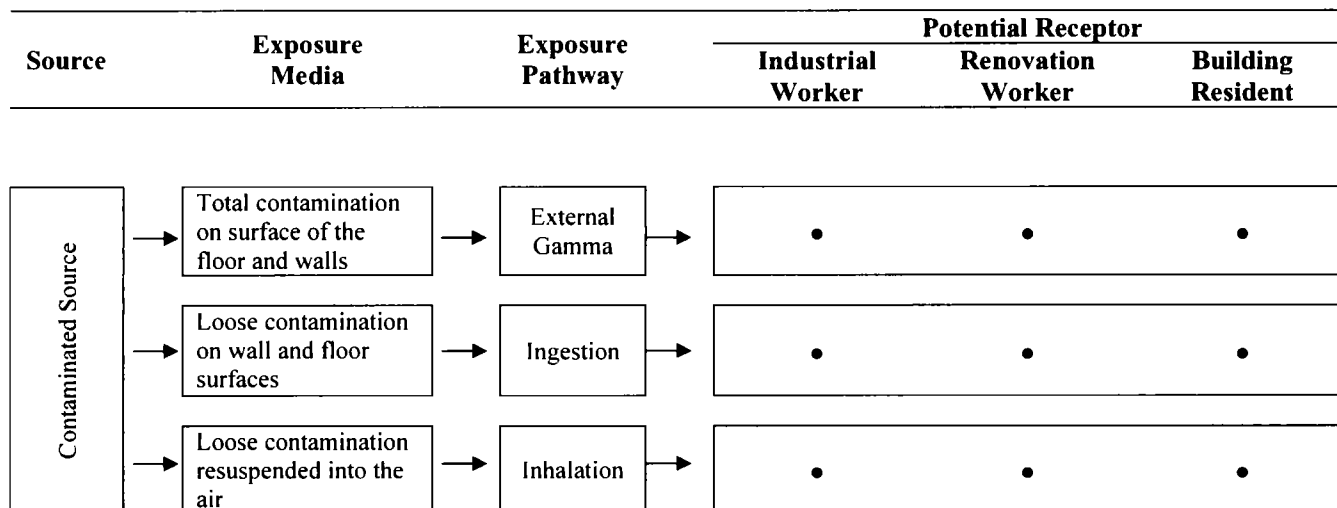 Potential Receptor
Source
Exposure
Media
Exposure
Pathway
Industrial
Worker
Renovation
Worker
Building
Resident
Contaminated Source
Total contamination
on surface of the
floor and walls
External
Gamma
• • •
Loose contamination
on wall and floor
surfaces
Ingestion
• • •
Loose contamination
resuspended into the
air
Inhalation
• • •